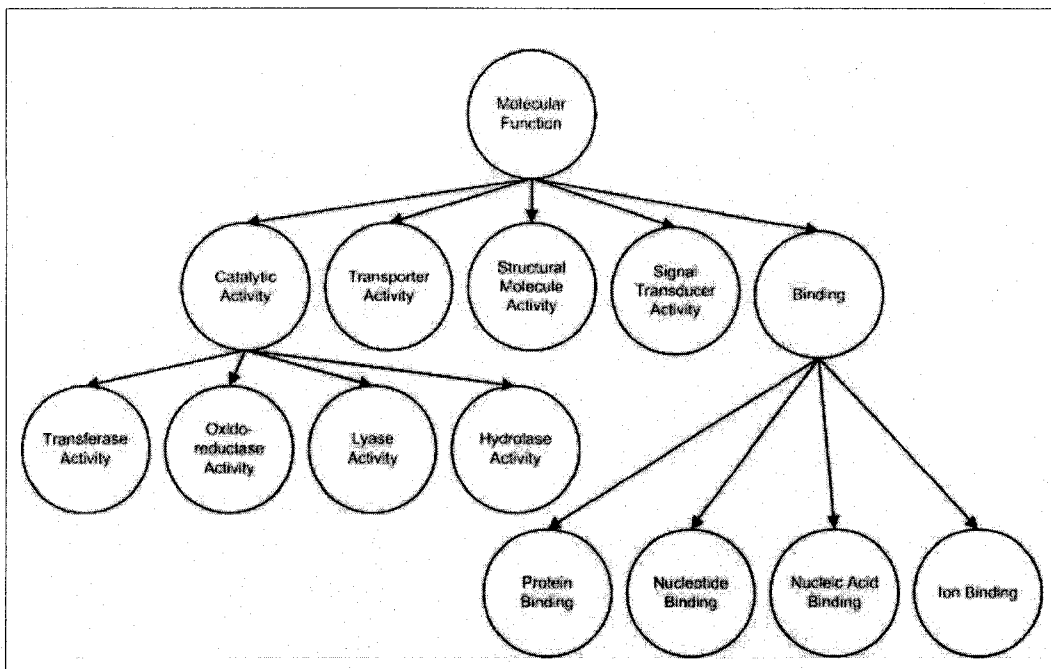 Molecular
Function
Catalytic
Activity
Transporter
Activity
Structural
Molecule
Activity
Signal
Transducer
Activity
Binding
Transferase
Activity
Oxido-
reductase
Activity
Lyase
Activity
Hydrolase
Activity
Protein
Binding
Nucleotide
Binding
Nucleic Acid
Binding
Ion Binding